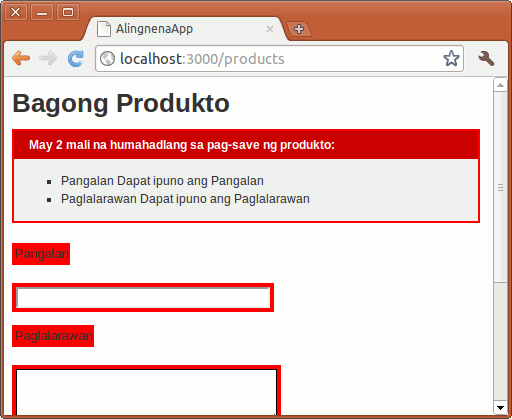 AlingnenaApp
localhost:3000/products
Bagong Produkto
May 2 mali na humahadlang sa pag-save ng produkto:
Pangalan Dapat ipuno ang Pangalan
Paglalarawan Dapat ipuno ang Paglalarawan
Pangalan
Paglalarawan